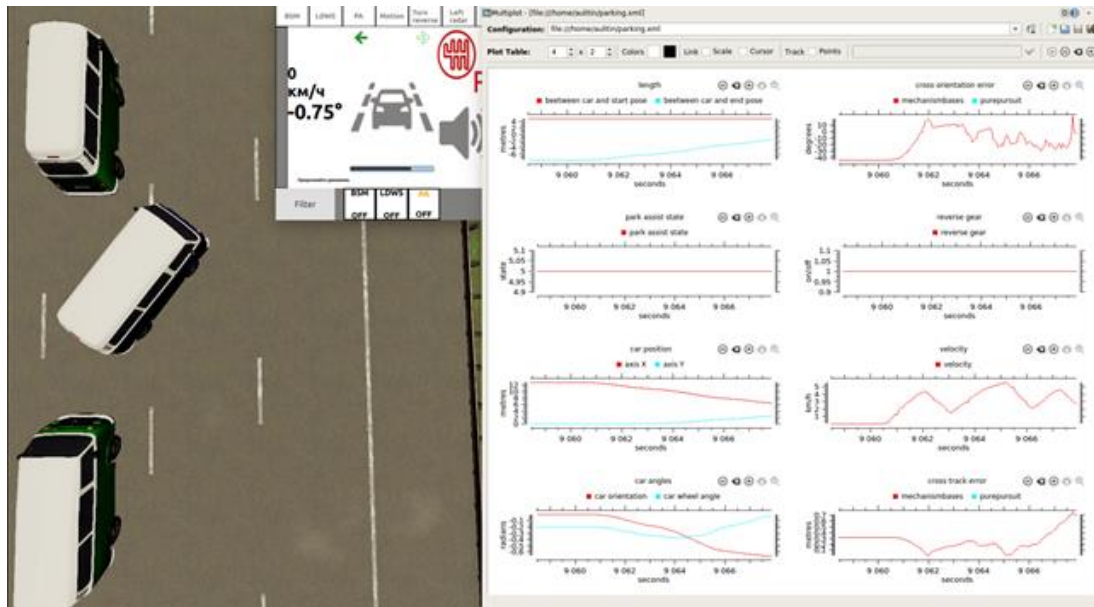 BSM LDWS PA Motion Turn reverse Left radar
0
км/ч
-0.75°
Filter
BSM OFF LDWS OFF PA OFF
Multiplot - [file:///home/aulitin/parking.xml]
Configuration: file:///home/aulitin/parking.xml
Plot Table: 4 x 2 Colors Link Scale Cursor Track Points
length
beetween car and start pose beetween car and end pose
metres
9 060 9 062 9 064 9 066
seconds
cross orientation error
mechanismbases purepursuit
degrees
9 060 9 062 9 064 9 066
seconds
park assist state
park assist state
state
5.1
5.05
5
4.95
4.9
9 060 9 062 9 064 9 066
seconds
reverse gear
reverse gear
on/off
1.1
1.05
1
0.95
0.9
9 060 9 062 9 064 9 066
seconds
car position
axis X axis Y
metres
9 060 9 062 9 064 9 066
seconds
velocity
velocity
km/h
5
4
3
2
1
9 060 9 062 9 064 9 066
seconds
car angles
car orientation car wheel angle
radians
9 060 9 062 9 064 9 066
seconds
cross track error
mechanismbases purepursuit
metres
9 060 9 062 9 064 9 066
seconds